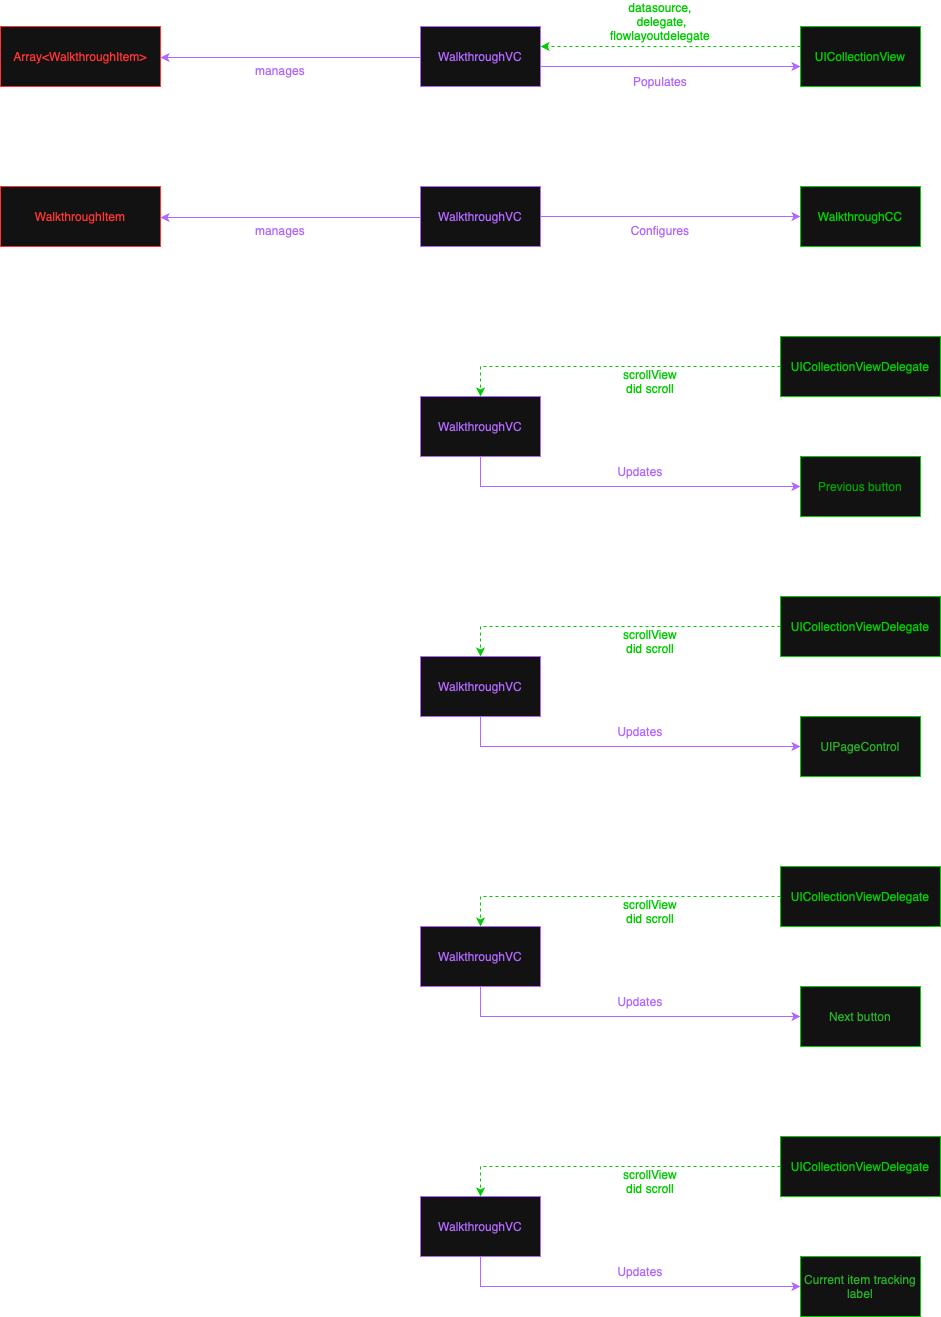 datasource,
delegate,
flowlayoutdelegate
Array<WalkthroughItem>
manages
WalkthroughVC
Populates
UICollectionView
WalkthroughItem
manages
WalkthroughVC
Configures
WalkthroughCC
UICollectionViewDelegate
scrollView
did scroll
WalkthroughVC
Updates
Previous button
UICollectionViewDelegate
scrollView
did scroll
WalkthroughVC
Updates
UIPageControl
UICollectionViewDelegate
scrollView
did scroll
WalkthroughVC
Updates
Next button
UICollectionViewDelegate
scrollView
did scroll
WalkthroughVC
Updates
Current item tracking
label